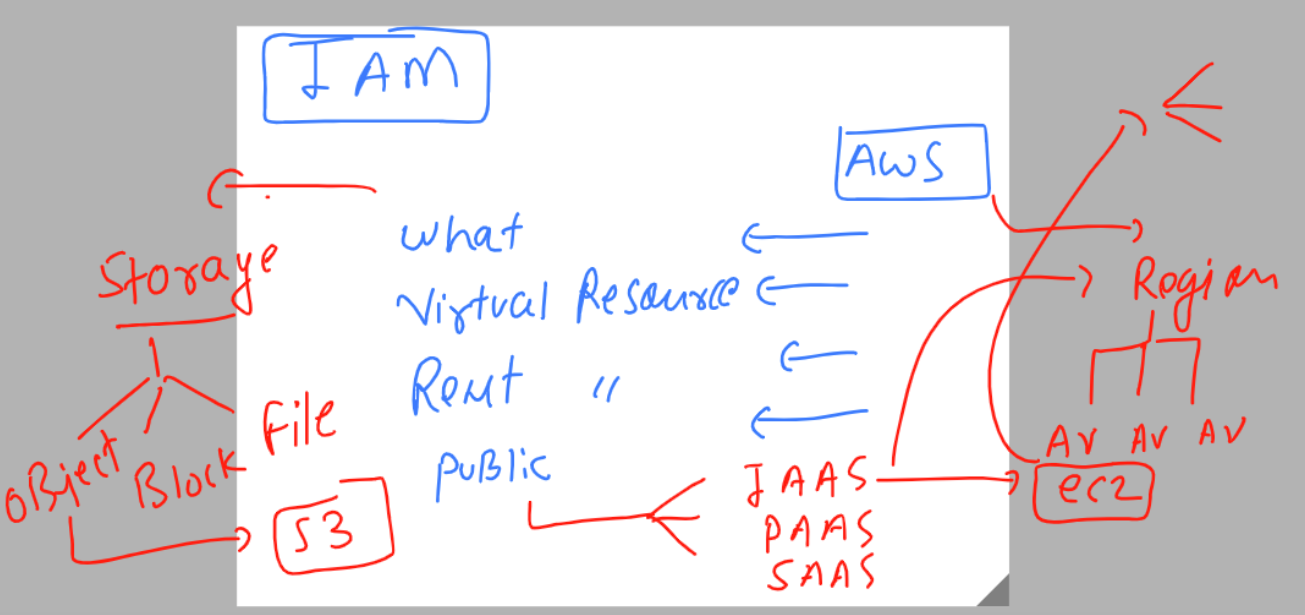 IAM
AWS
what
Storage
Virtual Resource
Region
Rent "
File
AV AV AV
Object
Block
PuBlic
IAAS
ec2
S3
PAAS
SAAS